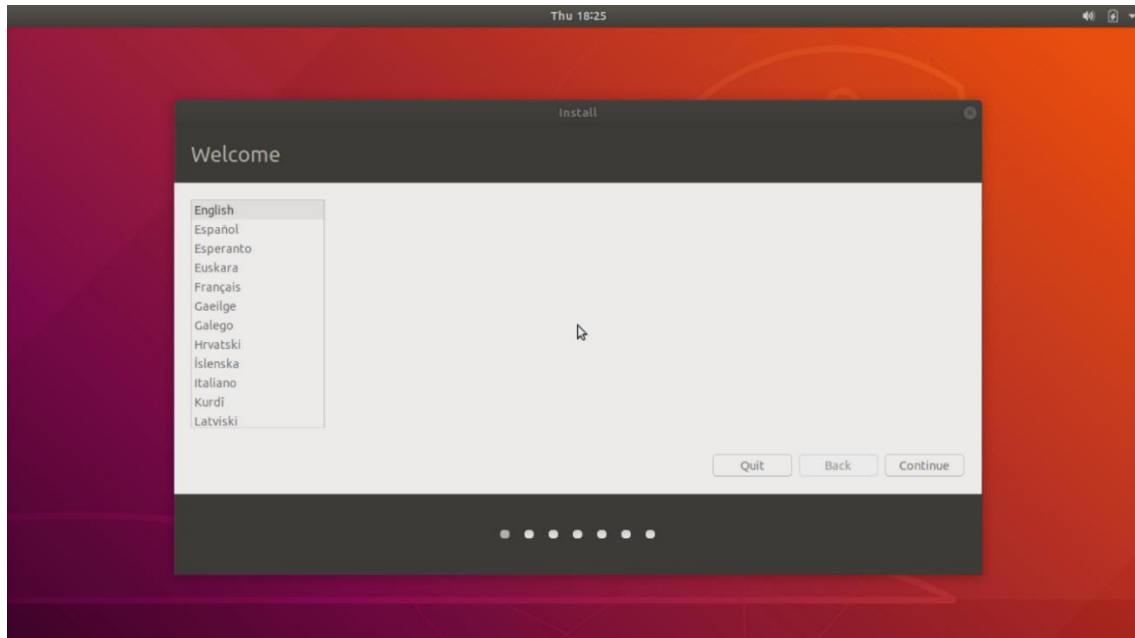 Thu 18:25
Install
Welcome
English
Español
Esperanto
Euskara
Français
Gaeilge
Galego
Hrvatski
Íslenska
Italiano
Kurdî
Latviski
Quit Back Continue